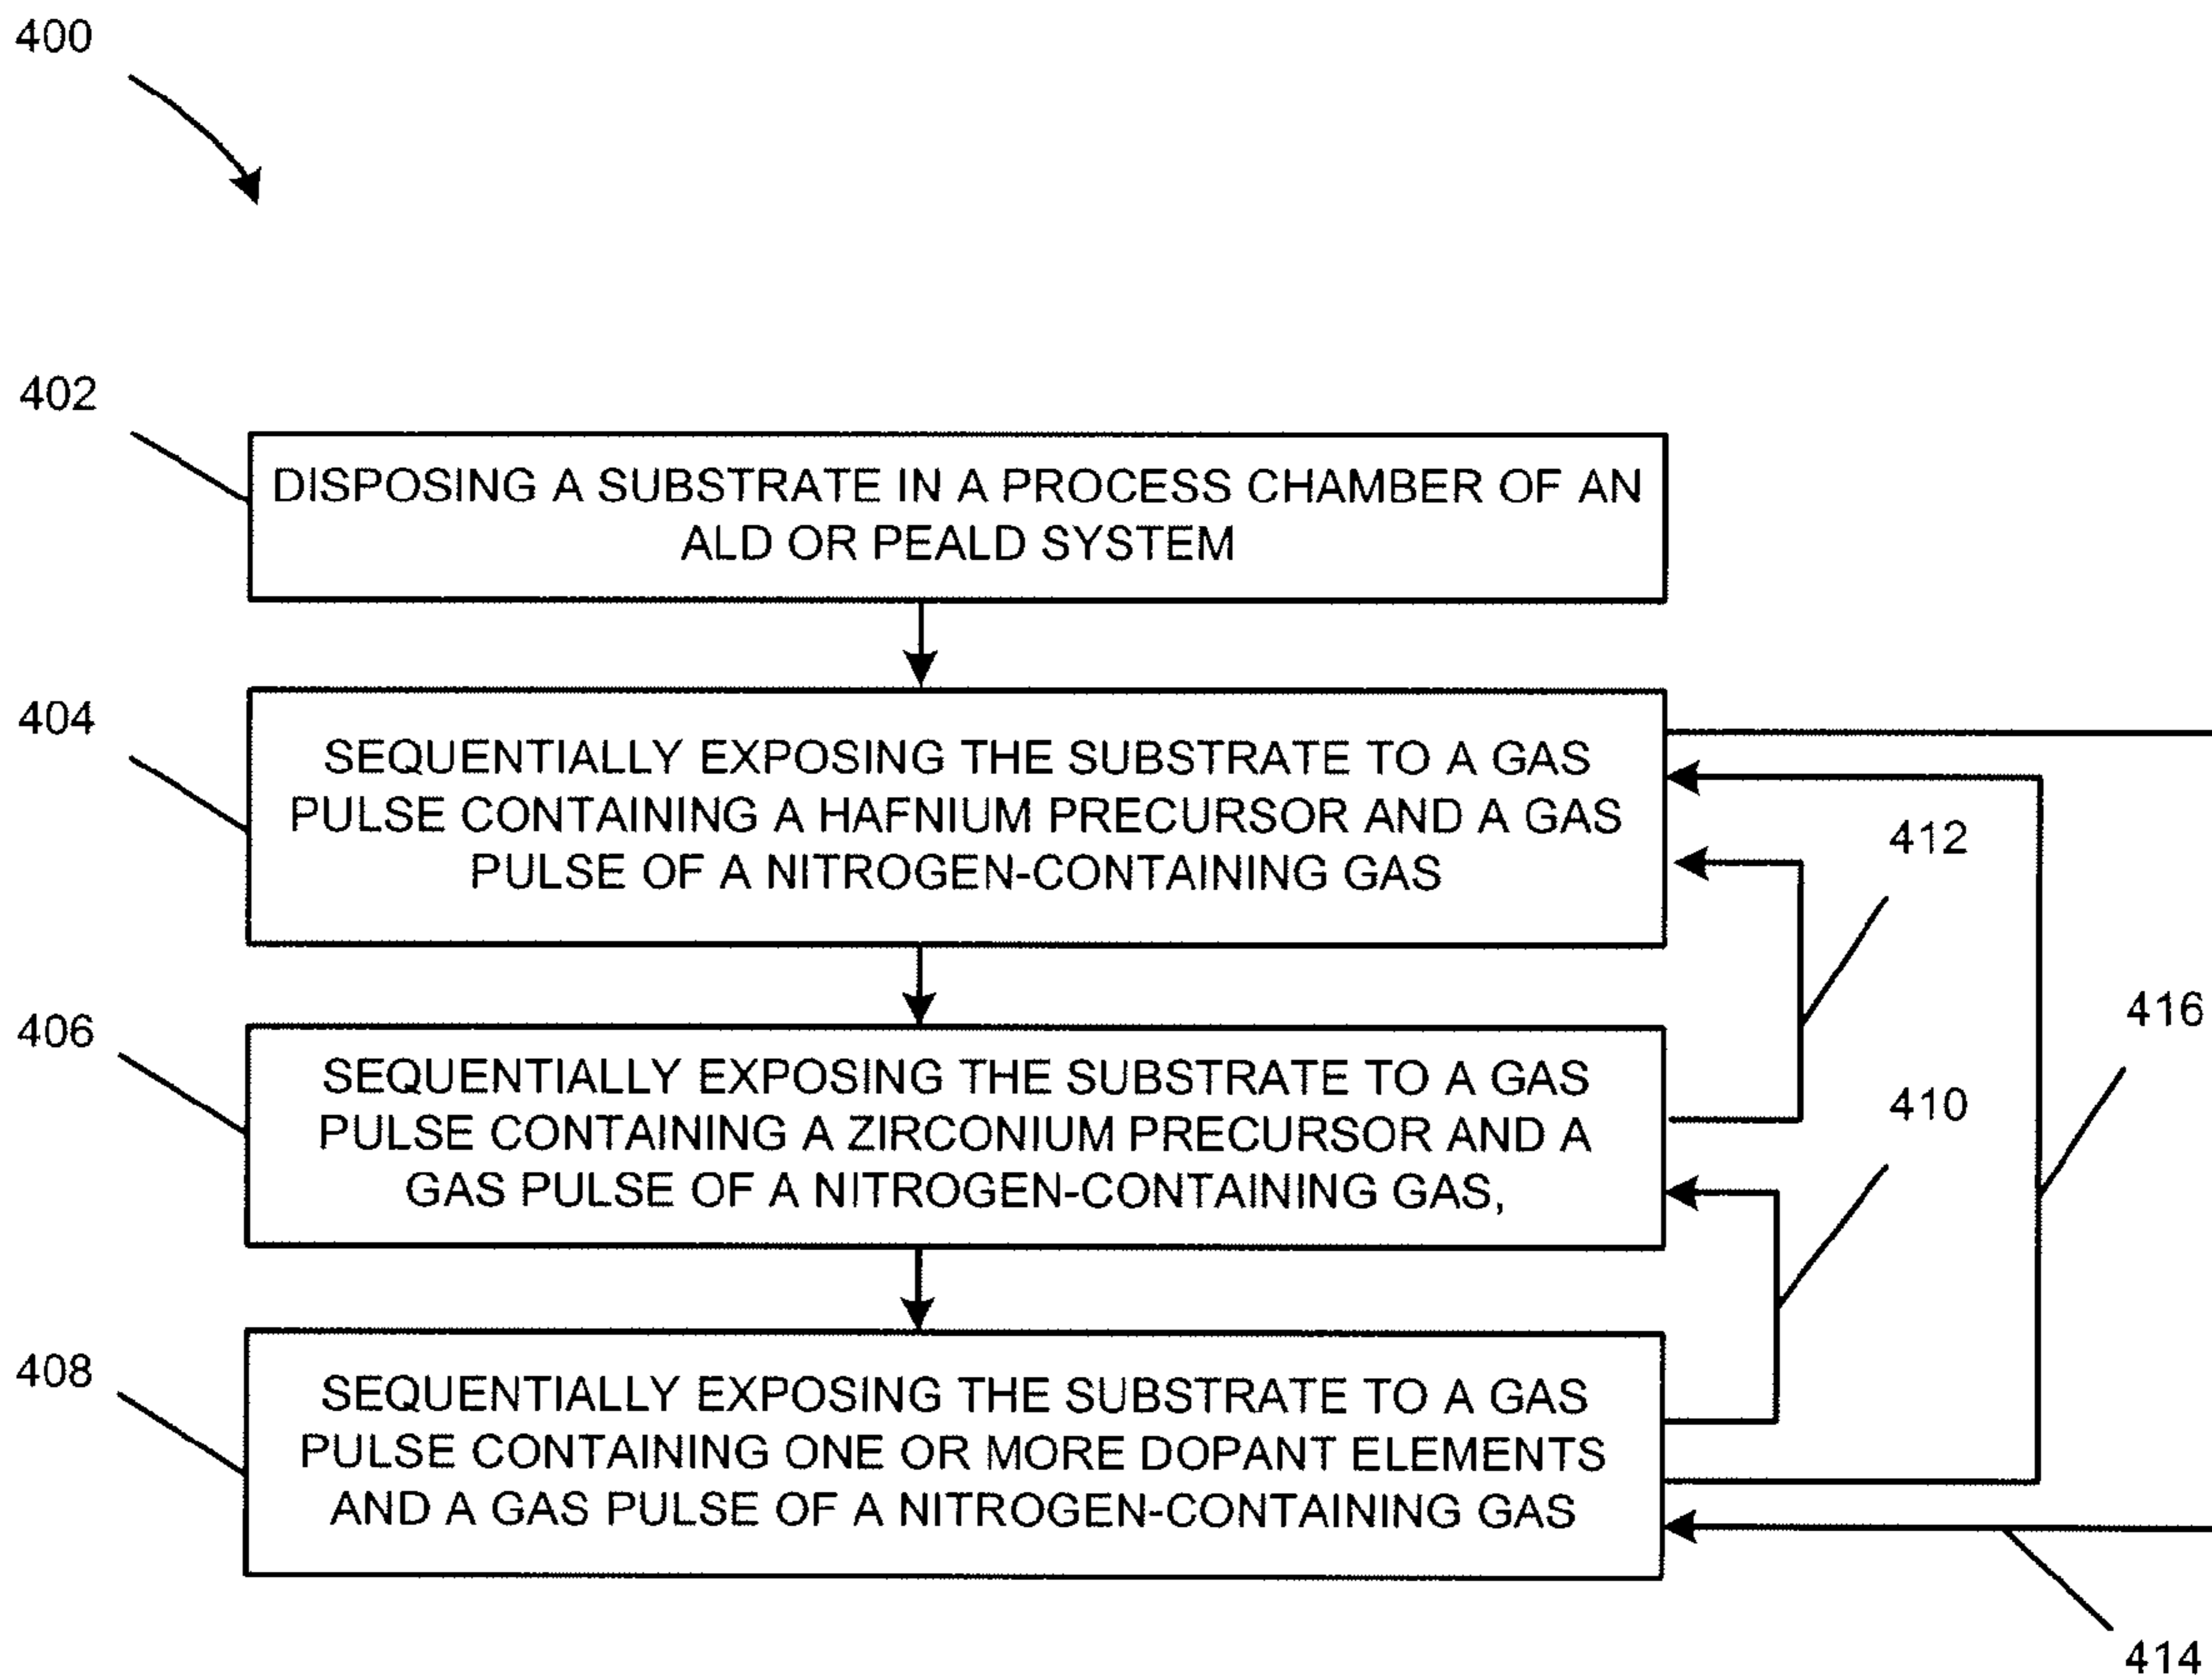 400
402
DISPOSING A SUBSTRATE IN A PROCESS CHAMBER OF AN
ALD OR PEALD SYSTEM
404
SEQUENTIALLY EXPOSING THE SUBSTRATE TO A GAS
PULSE CONTAINING A HAFNIUM PRECURSOR AND A GAS
PULSE OF A NITROGEN-CONTAINING GAS
412
416
406
SEQUENTIALLY EXPOSING THE SUBSTRATE TO A GAS
PULSE CONTAINING A ZIRCONIUM PRECURSOR AND A
GAS PULSE OF A NITROGEN-CONTAINING GAS,
410
408
SEQUENTIALLY EXPOSING THE SUBSTRATE TO A GAS
PULSE CONTAINING ONE OR MORE DOPANT ELEMENTS
AND A GAS PULSE OF A NITROGEN-CONTAINING GAS
414